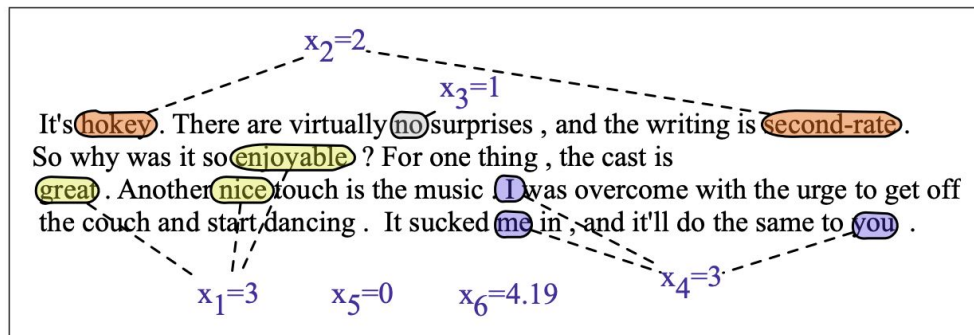 x2=2
x3=1
It's hokey. There are virtually no surprises , and the writing is second-rate .
So why was it so enjoyable ? For one thing , the cast is
great . Another nice touch is the music . I was overcome with the urge to get off
the couch and start dancing . It sucked me in , and it'll do the same to you .
x1=3 x5=0 x6=4.19 x4=3